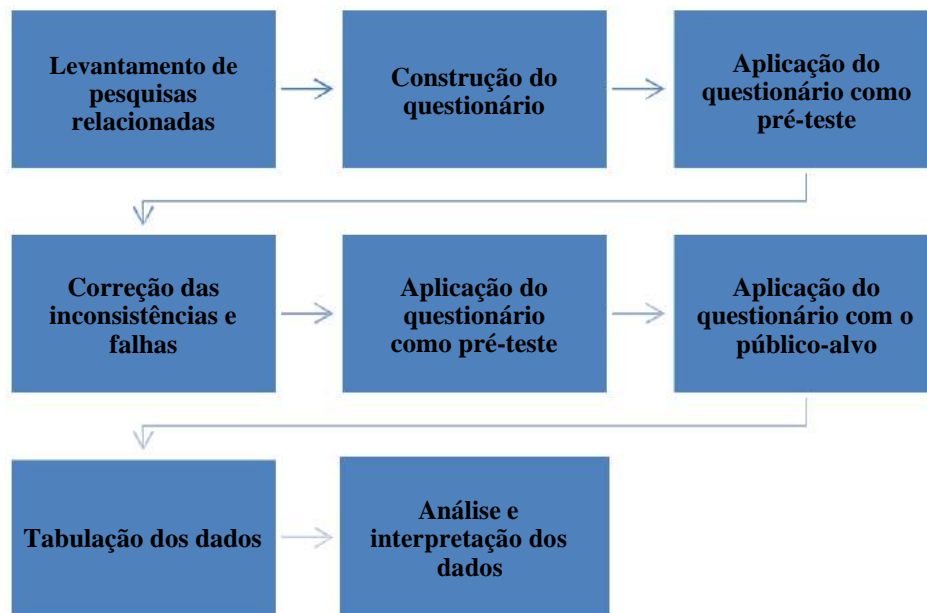 Levantamento de
pesquisas
relacionadas
Construção do
questionário
Aplicação do
questionário como
pré-teste
Correção das
inconsistências e
falhas
Aplicação do
questionário
como pré-teste
Aplicação do
questionário com o
público-alvo
Tabulação dos dados
Análise e
interpretação dos
dados